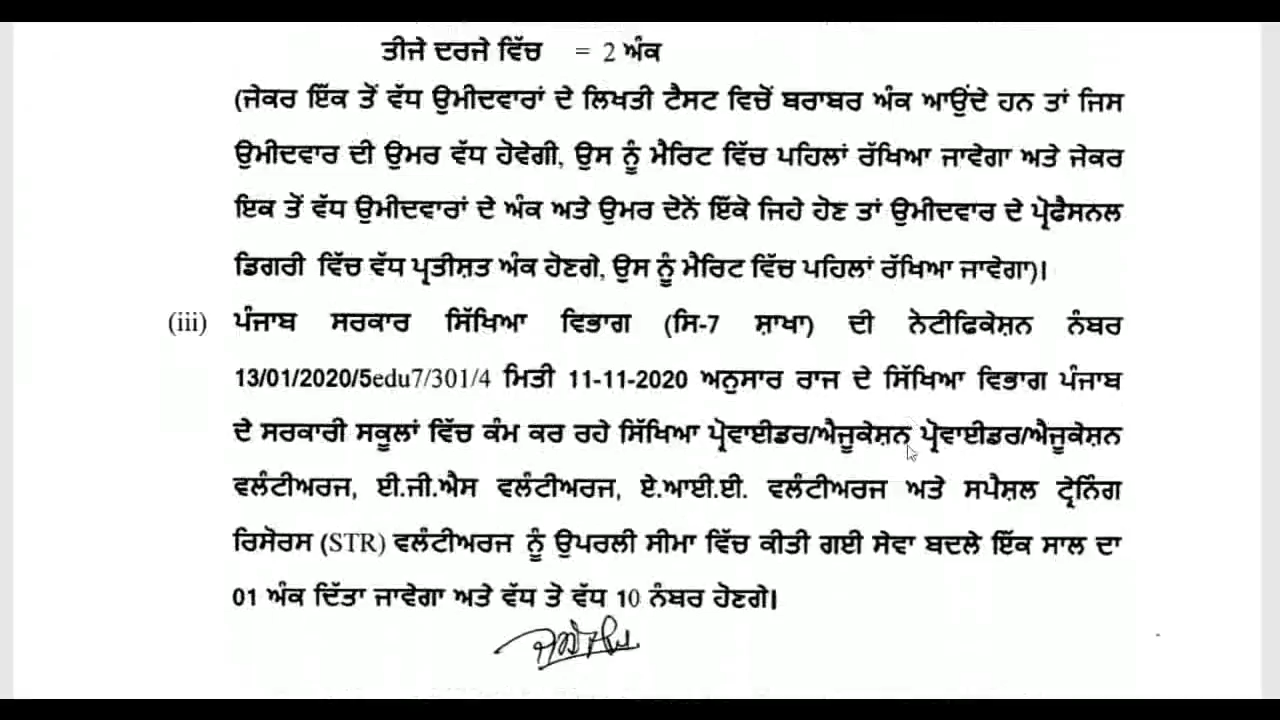 ਤੀਜੇ ਦਰਜੇ ਵਿੱਚ = 2 ਅੰਕ
(ਜੇਕਰ ਇੱਕ ਤੋਂ ਵੱਧ ਉਮੀਦਵਾਰਾਂ ਦੇ ਲਿਖਤੀ ਟੈਸਟ ਵਿਚੋਂ ਬਰਾਬਰ ਅੰਕ ਆਉਂਦੇ ਹਨ ਤਾਂ ਜਿਸ
ਉਮੀਦਵਾਰ ਦੀ ਉਮਰ ਵੱਧ ਹੋਵੇਗੀ, ਉਸ ਨੂੰ ਮੈਰਿਟ ਵਿੱਚ ਪਹਿਲਾਂ ਰੱਖਿਆ ਜਾਵੇਗਾ ਅਤੇ ਜੇਕਰ
ਇਕ ਤੋਂ ਵੱਧ ਉਮੀਦਵਾਰਾਂ ਦੇ ਅੰਕ ਅਤੇ ਉਮਰ ਦੋਨੋਂ ਇੱਕੋ ਜਿਹੇ ਹੋਣ ਤਾਂ ਉਮੀਦਵਾਰ ਦੇ ਪ੍ਰੋਫੈਸਨਲ
ਡਿਗਰੀ ਵਿੱਚ ਵੱਧ ਪ੍ਰਤੀਸ਼ਤ ਅੰਕ ਹੋਣਗੇ, ਉਸ ਨੂੰ ਮੈਰਿਟ ਵਿੱਚ ਪਹਿਲਾਂ ਰੱਖਿਆ ਜਾਵੇਗਾ)।
(iii) ਪੰਜਾਬ ਸਰਕਾਰ ਸਿੱਖਿਆ ਵਿਭਾਗ (ਸਿ-7 ਸ਼ਾਖਾ) ਦੀ ਨੋਟੀਫਿਕੇਸ਼ਨ ਨੰਬਰ
13/01/2020/5edu7/301/4 ਮਿਤੀ 11-11-2020 ਅਨੁਸਾਰ ਰਾਜ ਦੇ ਸਿੱਖਿਆ ਵਿਭਾਗ ਪੰਜਾਬ
ਦੇ ਸਰਕਾਰੀ ਸਕੂਲਾਂ ਵਿੱਚ ਕੰਮ ਕਰ ਰਹੇ ਸਿੱਖਿਆ ਪ੍ਰੋਵਾਈਡਰ/ਐਜੂਕੇਸ਼ਨ ਪ੍ਰੋਵਾਈਡਰ/ਐਜੂਕੇਸ਼ਨ
ਵਲੰਟੀਅਰਜ, ਈ.ਜੀ.ਐਸ ਵਲੰਟੀਅਰਜ, ਏ.ਆਈ.ਈ. ਵਲੰਟੀਅਰਜ ਅਤੇ ਸਪੈਸ਼ਲ ਟ੍ਰੇਨਿੰਗ
ਰਿਸੋਰਸ (STR) ਵਲੰਟੀਅਰਜ ਨੂੰ ਉਪਰਲੀ ਸੀਮਾ ਵਿੱਚ ਕੀਤੀ ਗਈ ਸੇਵਾ ਬਦਲੇ ਇੱਕ ਸਾਲ ਦਾ
01 ਅੰਕ ਦਿੱਤਾ ਜਾਵੇਗਾ ਅਤੇ ਵੱਧ ਤੋ ਵੱਧ 10 ਨੰਬਰ ਹੋਣਗੇ।